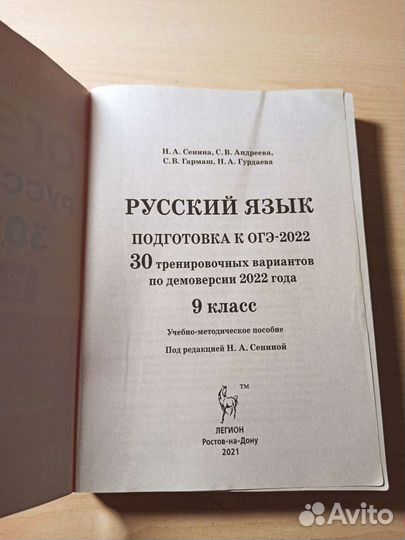 Н. А. Сенина, С. В. Андреева,
С. В. Гармаш, Н. А. Гурдаева
РУССКИЙ ЯЗЫК
ПОДГОТОВКА К ОГЭ-2022
30 тренировочных вариантов
по демоверсии 2022 года
9 класс
Учебно-методическое пособие
Под редакцией Н. А. Сениной
TM
ЛЕГИОН
Ростов-на-Дону
2021
Avito